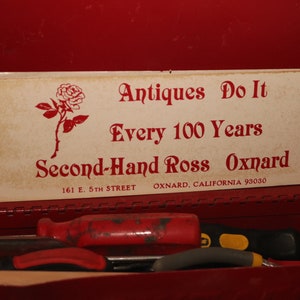 Antiques Do It
Every 100 Years
Second-Hand Ross Oxnard
161 E. 5th Street Oxnard, California 93030